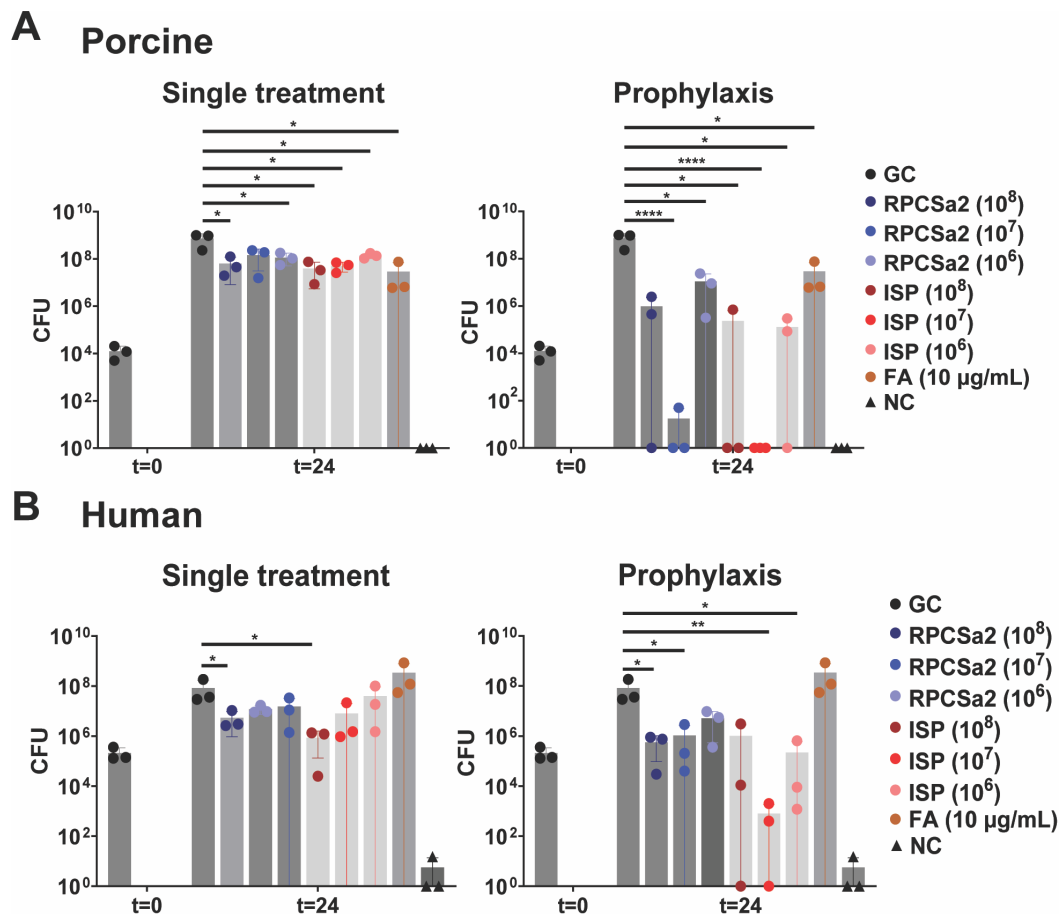 A Porcine
Single treatment
*
*
*
*
*
*
CFU
10¹⁰
10⁸
10⁶
10⁴
10²
10⁰
t=0
t=24
Prophylaxis
*
*
****
*
*
****
CFU
10¹⁰
10⁸
10⁶
10⁴
10²
10⁰
t=0
t=24
GC
RPCSa2 (10⁸)
RPCSa2 (10⁷)
RPCSa2 (10⁶)
ISP (10⁸)
ISP (10⁷)
ISP (10⁶)
FA (10 µg/mL)
NC
B Human
Single treatment
*
*
CFU
10¹⁰
10⁸
10⁶
10⁴
10²
10⁰
t=0
t=24
Prophylaxis
*
**
*
*
CFU
10¹⁰
10⁸
10⁶
10⁴
10²
10⁰
t=0
t=24
GC
RPCSa2 (10⁸)
RPCSa2 (10⁷)
RPCSa2 (10⁶)
ISP (10⁸)
ISP (10⁷)
ISP (10⁶)
FA (10 µg/mL)
NC